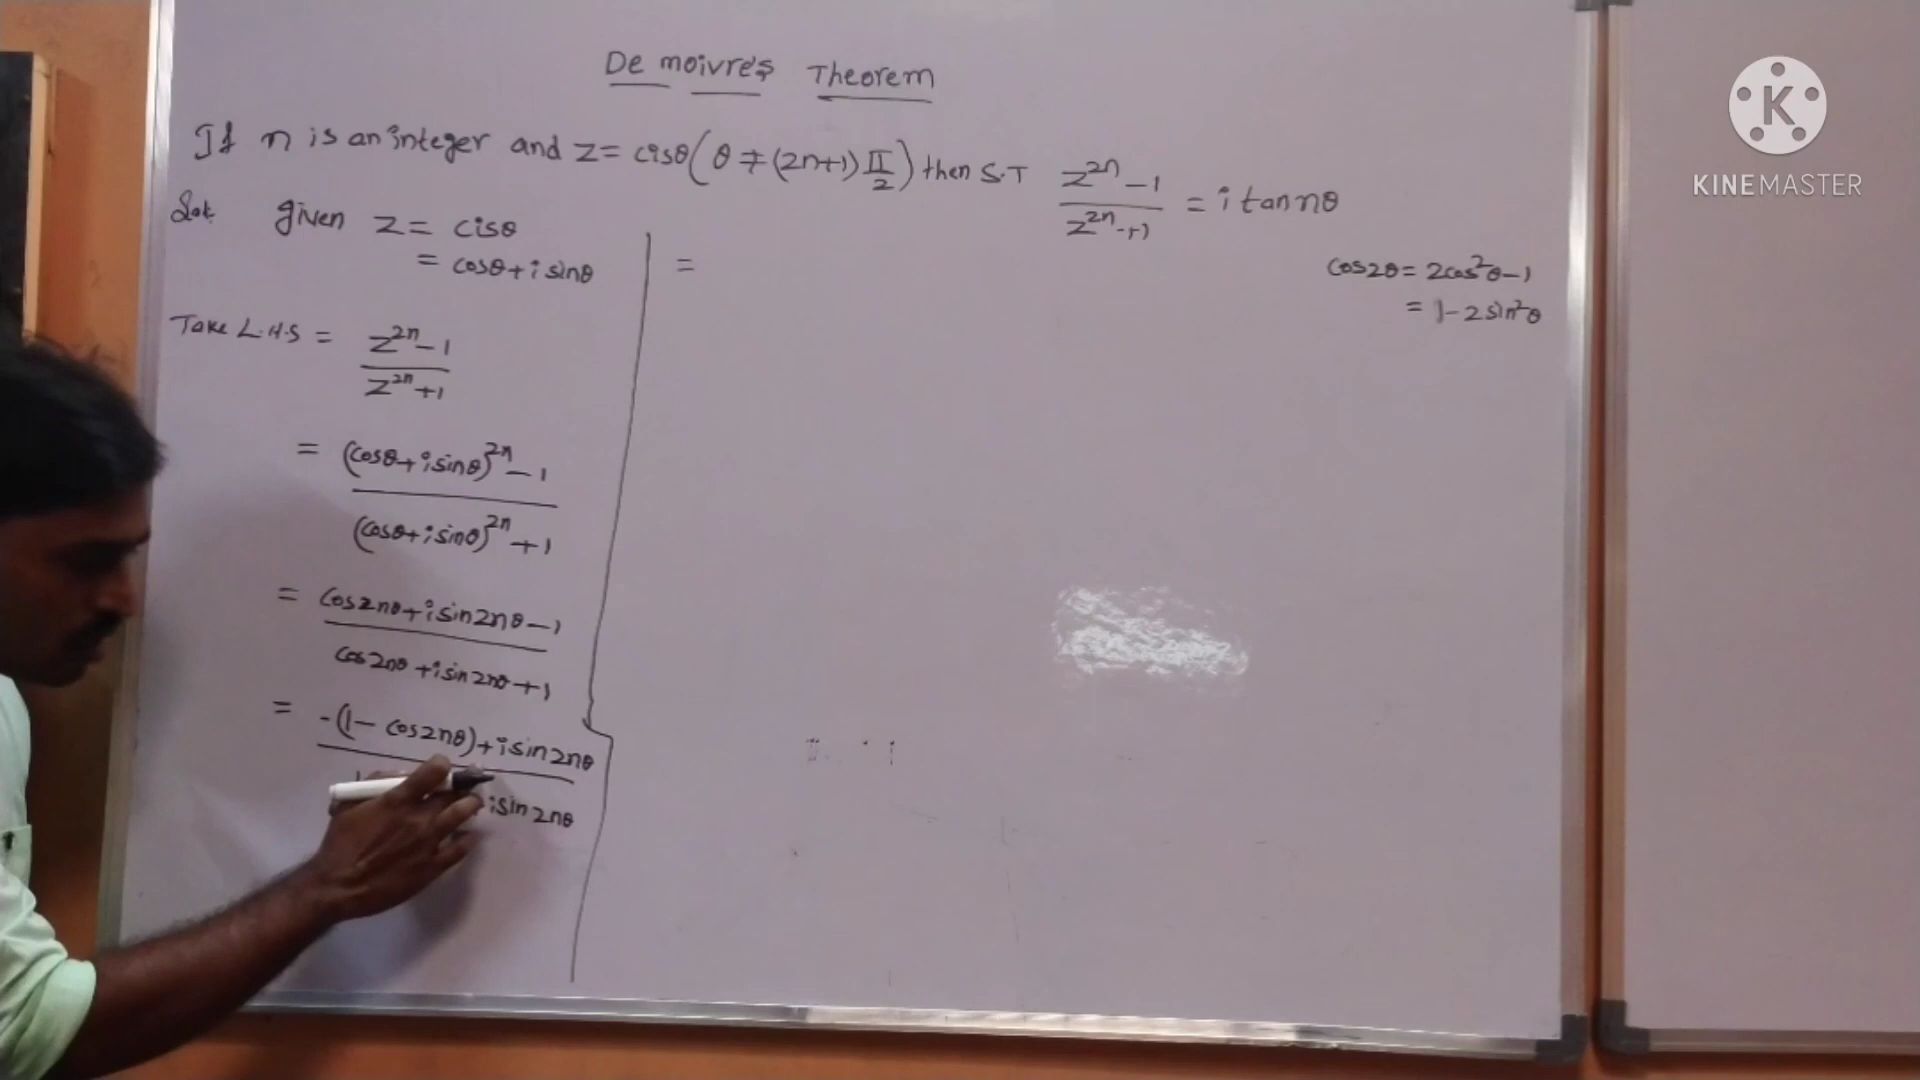 De moivre's Theorem
If n is an integer and z = cisθ (θ ≠ (2n+1) π/2) then S.T (z^2n - 1)/(z^2n + 1) = i tan nθ
Sol. given z = cisθ
= cosθ + i sinθ
Take L.H.S = (z^2n - 1)/(z^2n + 1)
= ((cosθ + i sinθ)^2n - 1)/((cosθ + i sinθ)^2n + 1)
= (cos2nθ + i sin2nθ - 1)/(cos2nθ + i sin2nθ + 1)
= -(1 - cos2nθ) + i sin2nθ
i sin2nθ
=
cos2θ = 2cos²θ - 1
= 1 - 2sin²θ
K
KINEMASTER